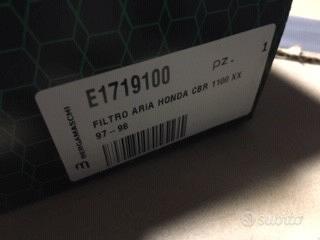 E1719100
pz.
1
FILTRO ARIA HONDA CBR 1100 XX
97-98
BERGAMASCHI
subito